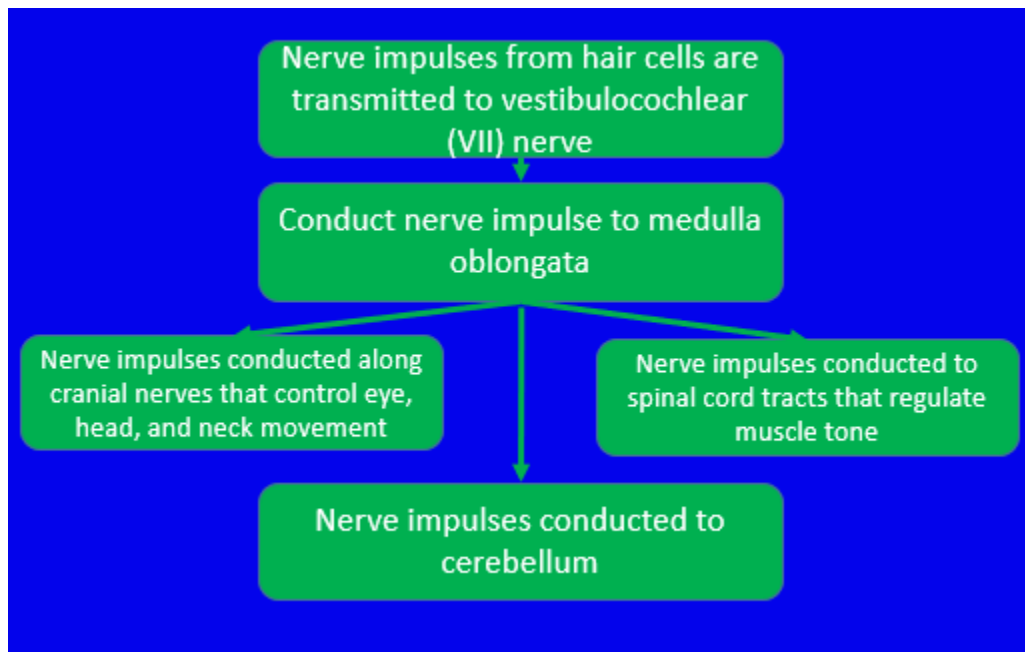 Nerve impulses from hair cells are
transmitted to vestibulocochlear
(VII) nerve
Conduct nerve impulse to medulla
oblongata
Nerve impulses conducted along
cranial nerves that control eye,
head, and neck movement
Nerve impulses conducted to
spinal cord tracts that regulate
muscle tone
Nerve impulses conducted to
cerebellum